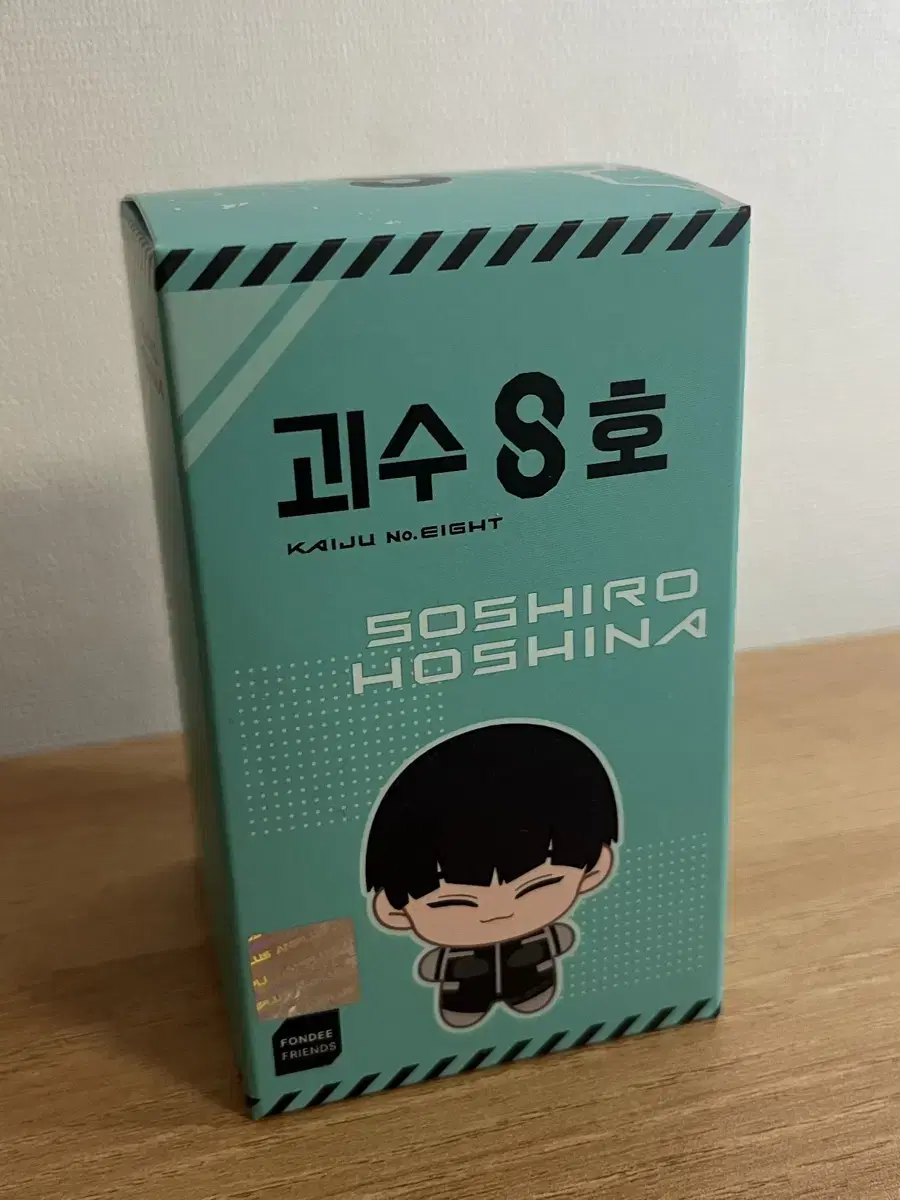 괴수 8호
KAIJU No.EIGHT
SOSHIRO
HOSHINA
FONDEE
FRIENDS